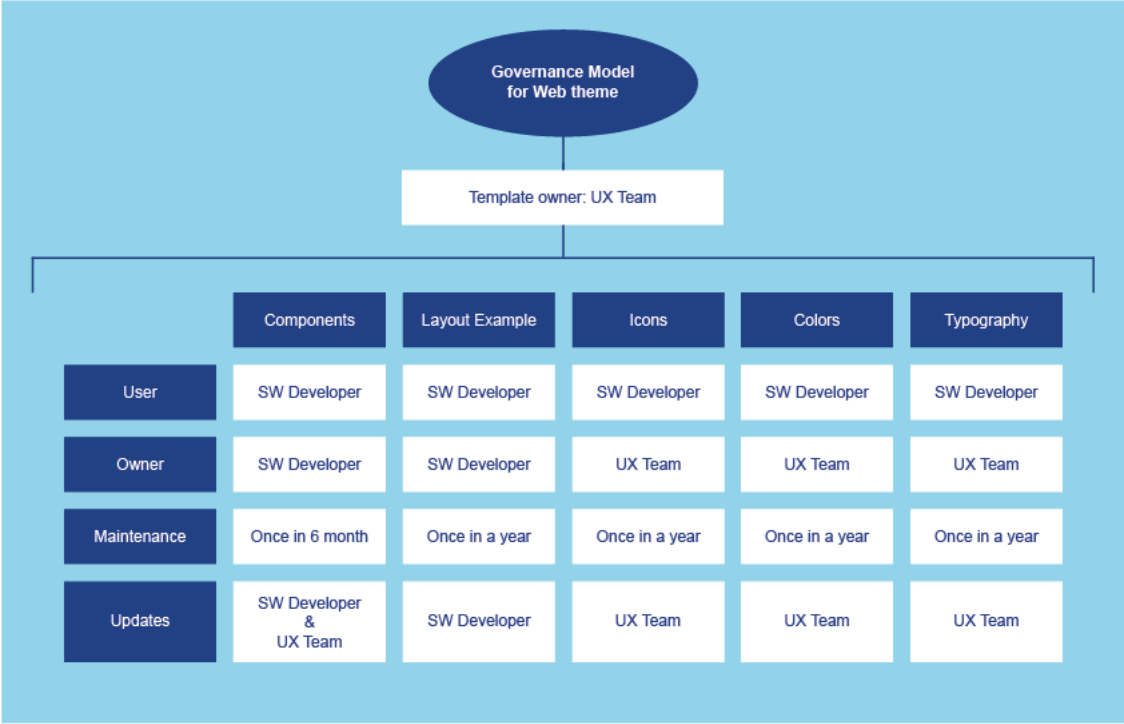 Governance Model
for Web theme
Template owner: UX Team
Components Layout Example Icons Colors Typography
User SW Developer SW Developer SW Developer SW Developer SW Developer
Owner SW Developer SW Developer UX Team UX Team UX Team
Maintenance Once in 6 month Once in a year Once in a year Once in a year Once in a year
Updates SW Developer & UX Team SW Developer UX Team UX Team UX Team